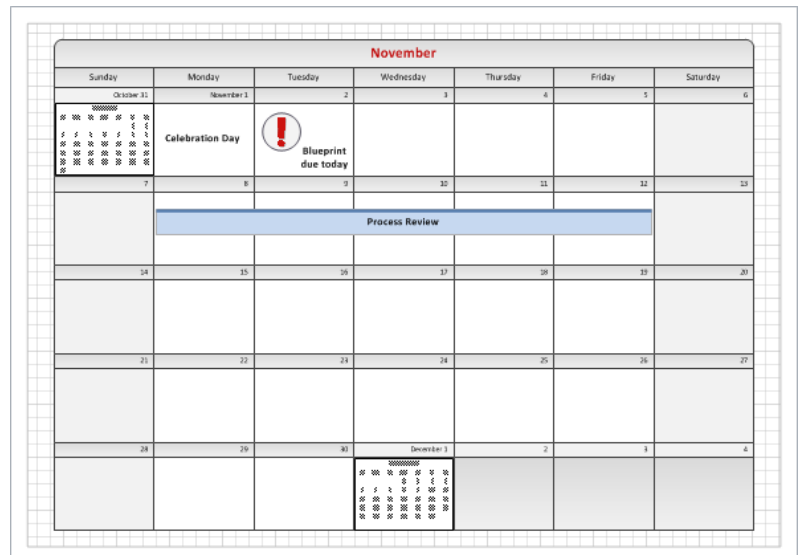 November
Sunday Monday Tuesday Wednesday Thursday Friday Saturday
October 31 November 1 2 3 4 5 6
Celebration Day
Blueprint
due today
7 8 9 10 11 12 13
Process Review
14 15 16 17 18 19 20
21 22 23 24 25 26 27
28 29 30 December 1 2 3 4